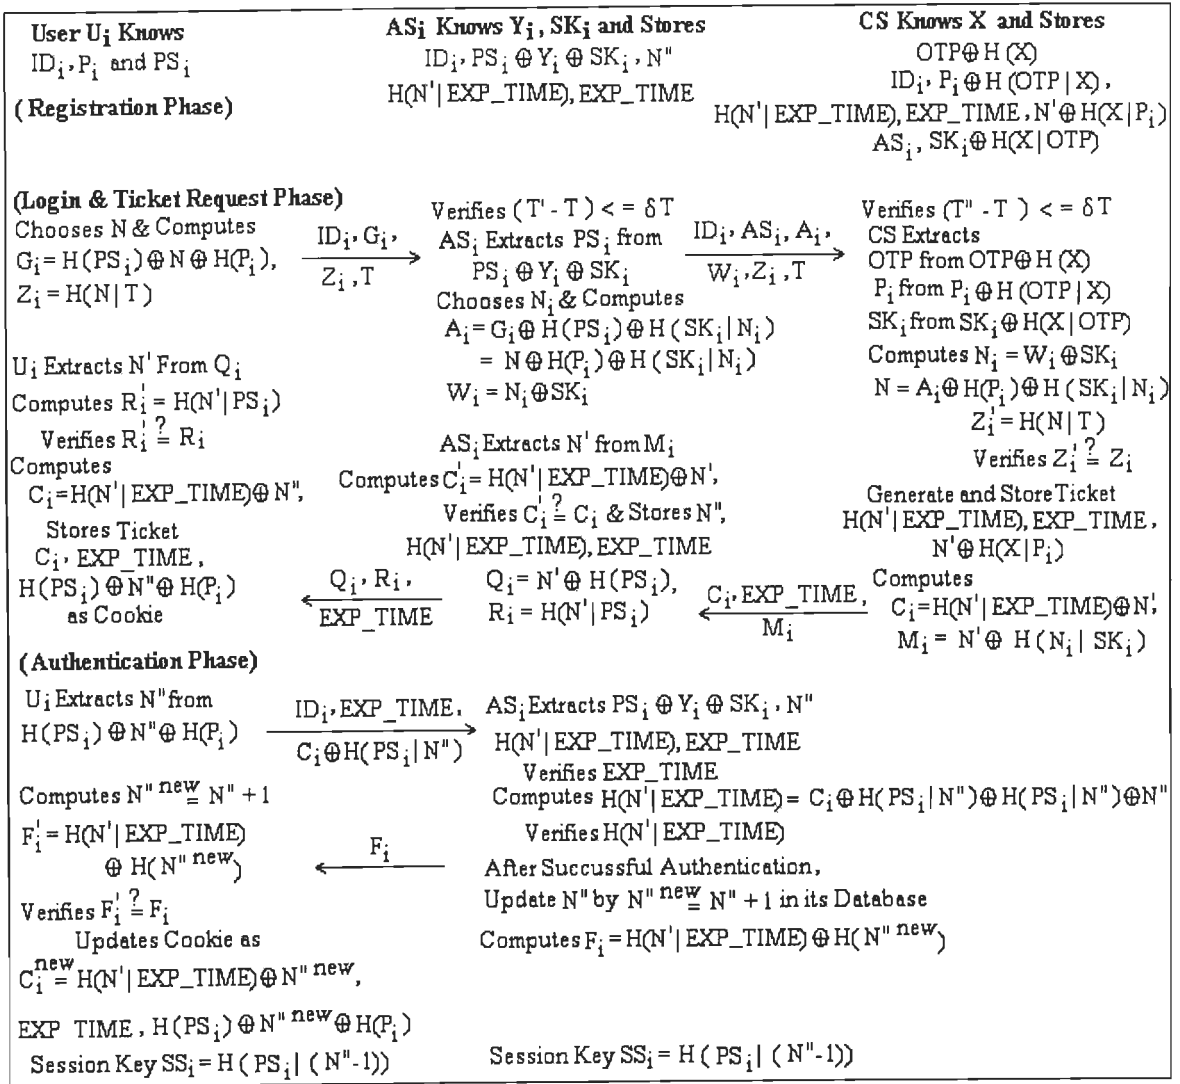 User U_i Knows
ID_i, P_i and PS_i
(Registration Phase)
AS_i Knows Y_i, SK_i and Stores
ID_i, PS_i ⊕ Y_i ⊕ SK_i, N"
H(N'|EXP_TIME), EXP_TIME
CS Knows X and Stores
OTP⊕H(X)
ID_i, P_i⊕H(OTP|X),
H(N'|EXP_TIME), EXP_TIME, N'⊕H(X|P_i)
AS_i, SK_i⊕H(X|OTP)
(Login & Ticket Request Phase)
Chooses N & Computes
G_i=H(PS_i)⊕N⊕H(P_i),
Z_i=H(N|T)
ID_i, G_i,
Z_i, T
Verifies (T'-T) <= δT
AS_i Extracts PS_i from
PS_i⊕Y_i⊕SK_i
Chooses N_i & Computes
A_i=G_i⊕H(PS_i)⊕H(SK_i|N_i)
=N⊕H(P_i)⊕H(SK_i|N_i)
W_i=N_i⊕SK_i
ID_i, AS_i, A_i,
W_i, Z_i, T
Verifies (T"-T) <= δT
CS Extracts
OTP from OTP⊕H(X)
P_i from P_i⊕H(OTP|X)
SK_i from SK_i⊕H(X|OTP)
Computes N_i=W_i⊕SK_i
N=A_i⊕H(P_i)⊕H(SK_i|N_i)
Z_i'=H(N|T)
Verifies Z_i' ?= Z_i
Generate and Store Ticket
H(N'|EXP_TIME), EXP_TIME,
N'⊕H(X|P_i)
Computes
C_i=H(N'|EXP_TIME)⊕N',
M_i= N'⊕ H(N_i| SK_i)
C_i, EXP_TIME,
M_i
AS_i Extracts N' from M_i
Computes C_i'=H(N'|EXP_TIME)⊕N',
Verifies C_i' ?= C_i & Stores N",
H(N'|EXP_TIME), EXP_TIME
Q_i=N'⊕H(PS_i),
R_i=H(N'|PS_i)
Q_i, R_i,
EXP_TIME
U_i Extracts N' From Q_i
Computes R_i'=H(N'|PS_i)
Verifies R_i' ?= R_i
Computes
C_i=H(N'|EXP_TIME)⊕N",
Stores Ticket
C_i, EXP_TIME,
H(PS_i)⊕N"⊕H(P_i)
as Cookie
(Authentication Phase)
U_i Extracts N" from
H(PS_i)⊕N"⊕H(P_i)
ID_i, EXP_TIME,
C_i⊕H(PS_i|N")
AS_i Extracts PS_i⊕Y_i⊕SK_i, N"
H(N'|EXP_TIME), EXP_TIME
Verifies EXP_TIME
Computes H(N'|EXP_TIME)=C_i⊕H(PS_i|N")⊕H(PS_i|N")⊕N"
Verifies H(N'|EXP_TIME)
After Succussful Authentication,
Update N" by N" new = N"+1 in its Database
Computes F_i=H(N'|EXP_TIME)⊕H(N" new)
F_i
Computes N" new = N"+1
F_i'=H(N'|EXP_TIME)
⊕H(N" new)
Verifies F_i' ?= F_i
Updates Cookie as
C_i new = H(N'|EXP_TIME)⊕N" new,
EXP TIME, H(PS_i)⊕N" new⊕H(P_i)
Session Key SS_i=H(PS_i|(N"-1))
Session Key SS_i=H(PS_i|(N"-1))